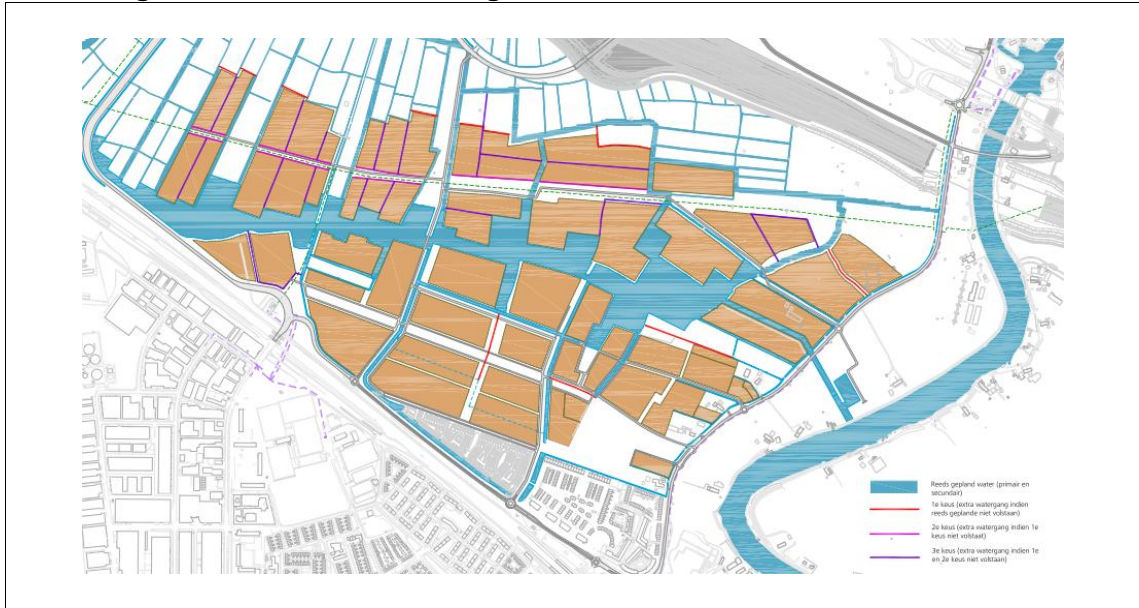 Reeds gepland water (primair en
secundair)
1e keus (extra watergang indien
reeds geplande niet volstaan)
2e keus (extra watergang indien 1e
keus niet volstaat)
3e keus (extra watergang indien 1e
en 2e keus niet volstaan)